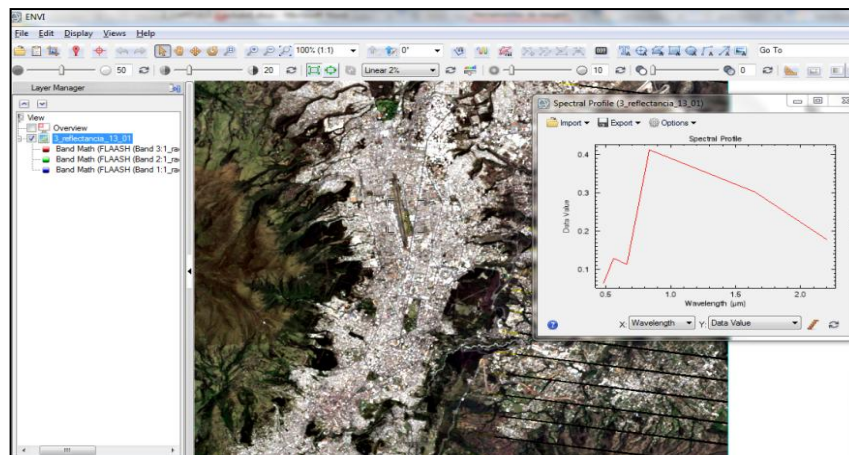 ENVI
File Edit Display Views Help
100% (1:1) 0° Go To
50 20 Linear 2% 10 0
Layer Manager
View
Overview
3_reflectancia_13_01
Band Math (FLAASH (Band 3:1_ra
Band Math (FLAASH (Band 2:1_ra
Band Math (FLAASH (Band 1:1_ra
Spectral Profile (3_reflectancia_13_01)
Import Export Options
Spectral Profile
Data Value
0.4
0.3
0.2
0.1
0.5 1.0 1.5 2.0
Wavelength (µm)
X: Wavelength Y: Data Value